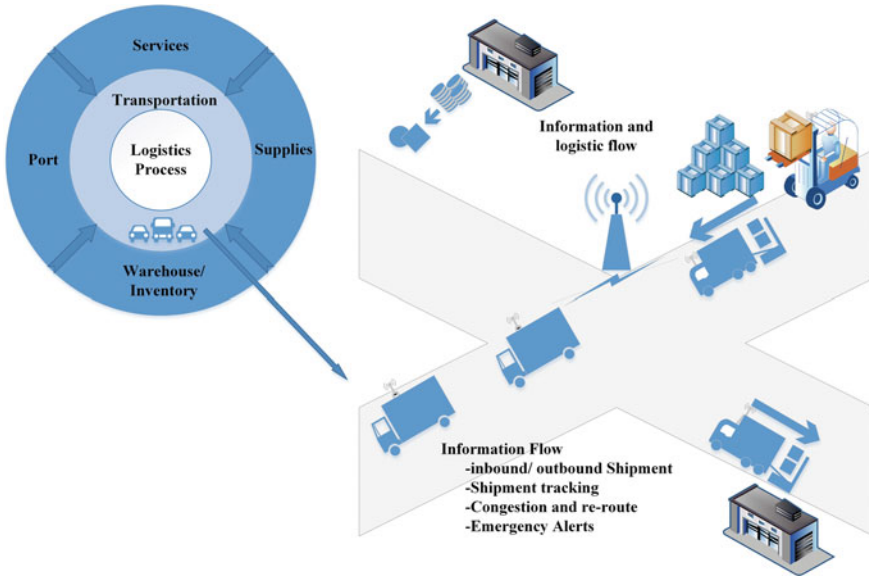 Services
Transportation
Port
Logistics
Process
Supplies
Warehouse/
Inventory
Information and
logistic flow
Information Flow
-inbound/ outbound Shipment
-Shipment tracking
-Congestion and re-route
-Emergency Alerts